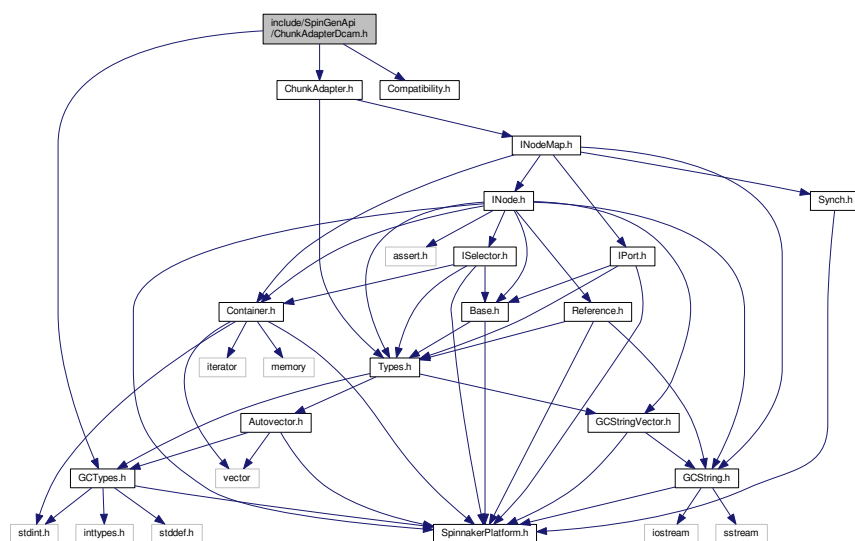 include/SpinGenApi
/ChunkAdapterDcam.h
ChunkAdapter.h
Compatibility.h
INodeMap.h
INode.h
Synch.h
assert.h
ISelector.h
IPort.h
Container.h
Base.h
Reference.h
iterator
memory
Types.h
Autovector.h
GCStringVector.h
GCTypes.h
vector
GCString.h
stdint.h
inttypes.h
stddef.h
SpinnakerPlatform.h
iostream
sstream